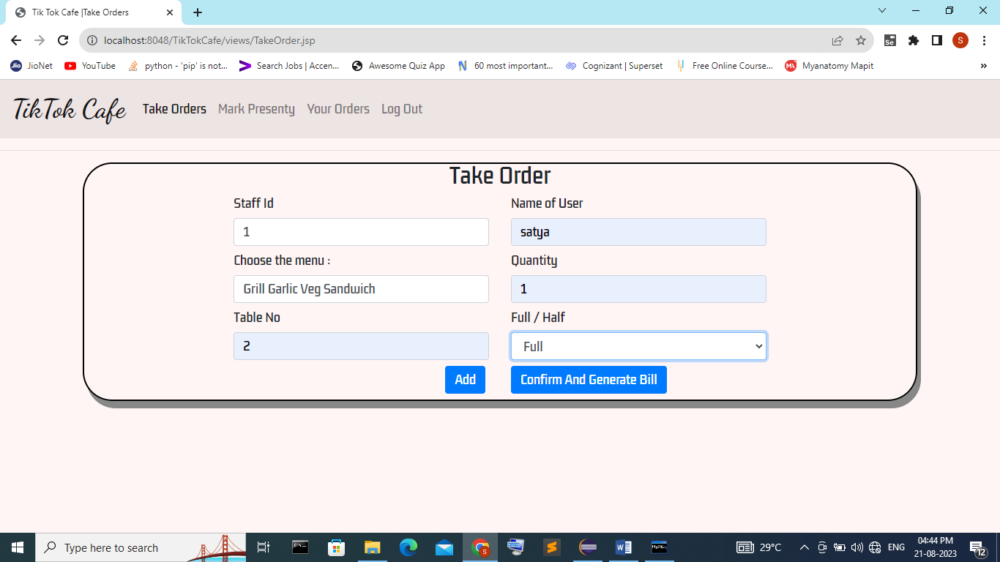 Tik Tok Cafe |Take Orders
localhost:8048/TikTokCafe/views/TakeOrder.jsp
Se
S
Jio JioNet YouTube python - 'pip' is not... Search Jobs | Accen... Awesome Quiz App N 60 most important... Cognizant | Superset Free Online Course... Myanatomy Mapit »
TikTok Cafe Take Orders Mark Presenty Your Orders Log Out
Take Order
Staff Id Name of User
1 satya
Choose the menu : Quantity
Grill Garlic Veg Sandwich 1
Table No Full / Half
2 Full
Add Confirm And Generate Bill
Type here to search S W 29°C ENG 04:44 PM
21-08-2023 12